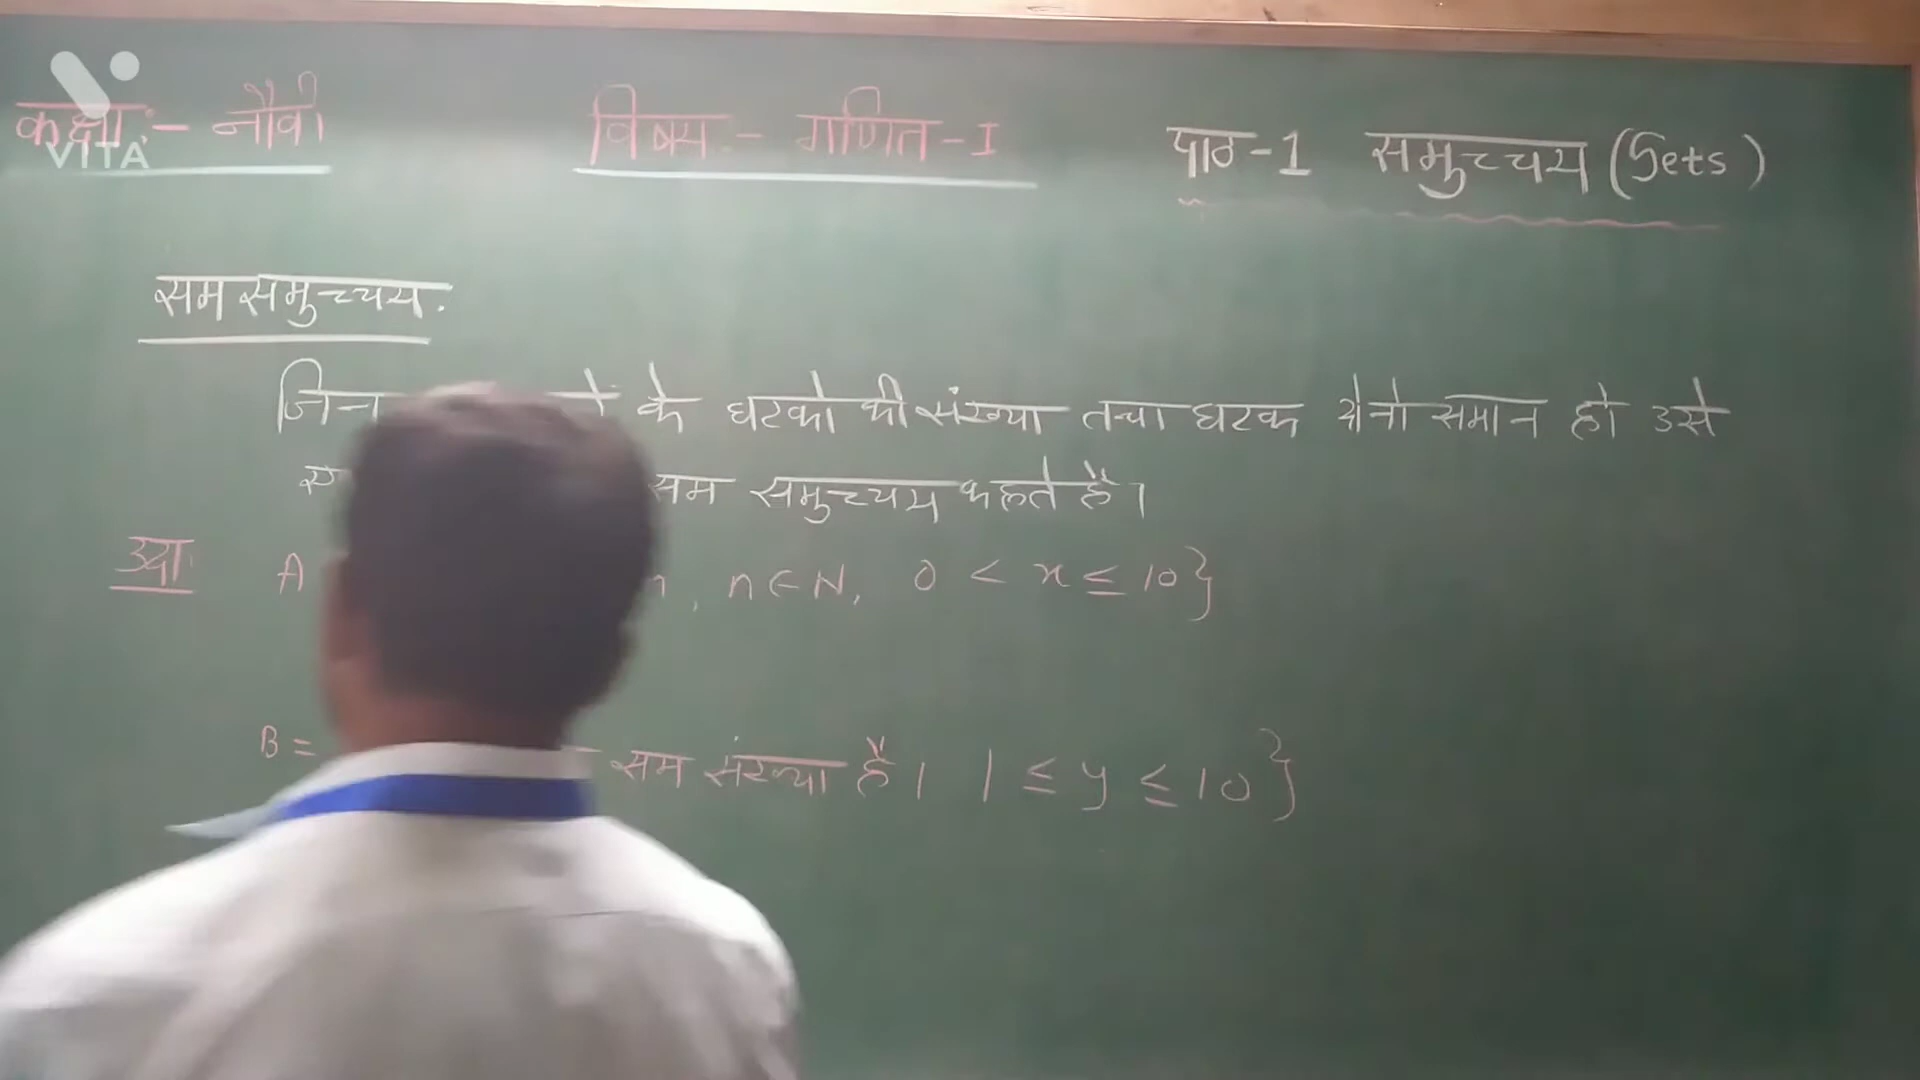 कक्षा :- नौवी विषय :- गणित - I पाठ - 1 समुच्चय (Sets)
VITA
सम समुच्चय.
जिन के घटको की संख्या तथा घटक दोनो समान हो उसे
सम समुच्चय कहते है।
उदा: A n, n∈N, 0 < x ≤ 10}
B = सम संख्या है। 1 ≤ y ≤ 10}